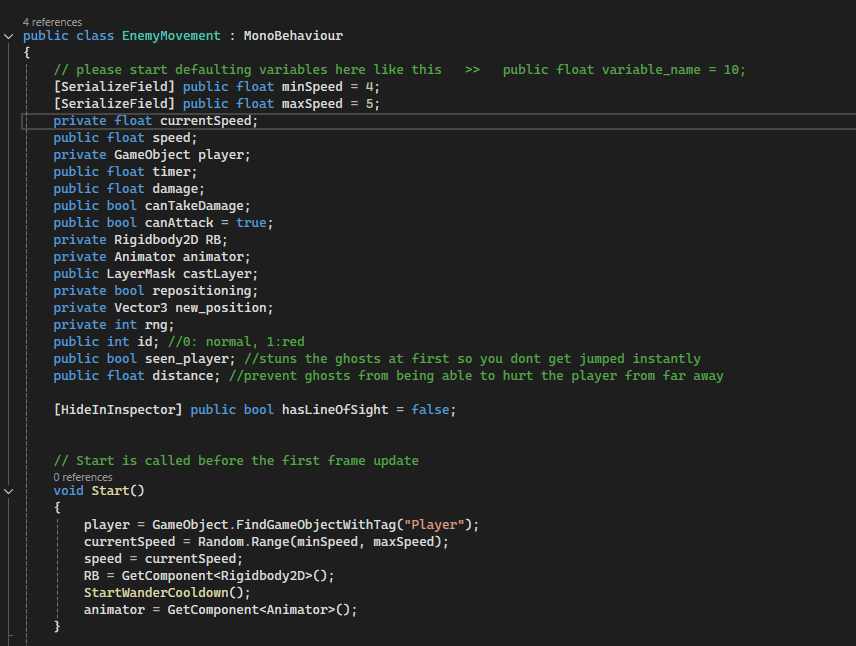 4 references
public class EnemyMovement : MonoBehaviour
{
// please start defaulting variables here like this   >>   public float variable_name = 10;
[SerializeField] public float minSpeed = 4;
[SerializeField] public float maxSpeed = 5;
private float currentSpeed;
public float speed;
private GameObject player;
public float timer;
public float damage;
public bool canTakeDamage;
public bool canAttack = true;
private Rigidbody2D RB;
private Animator animator;
public LayerMask castLayer;
private bool repositioning;
private Vector3 new_position;
private int rng;
public int id; //0: normal, 1:red
public bool seen_player; //stuns the ghosts at first so you dont get jumped instantly
public float distance; //prevent ghosts from being able to hurt the player from far away
[HideInInspector] public bool hasLineOfSight = false;
// Start is called before the first frame update
0 references
void Start()
{
player = GameObject.FindGameObjectWithTag("Player");
currentSpeed = Random.Range(minSpeed, maxSpeed);
speed = currentSpeed;
RB = GetComponent<Rigidbody2D>();
StartWanderCooldown();
animator = GetComponent<Animator>();
}